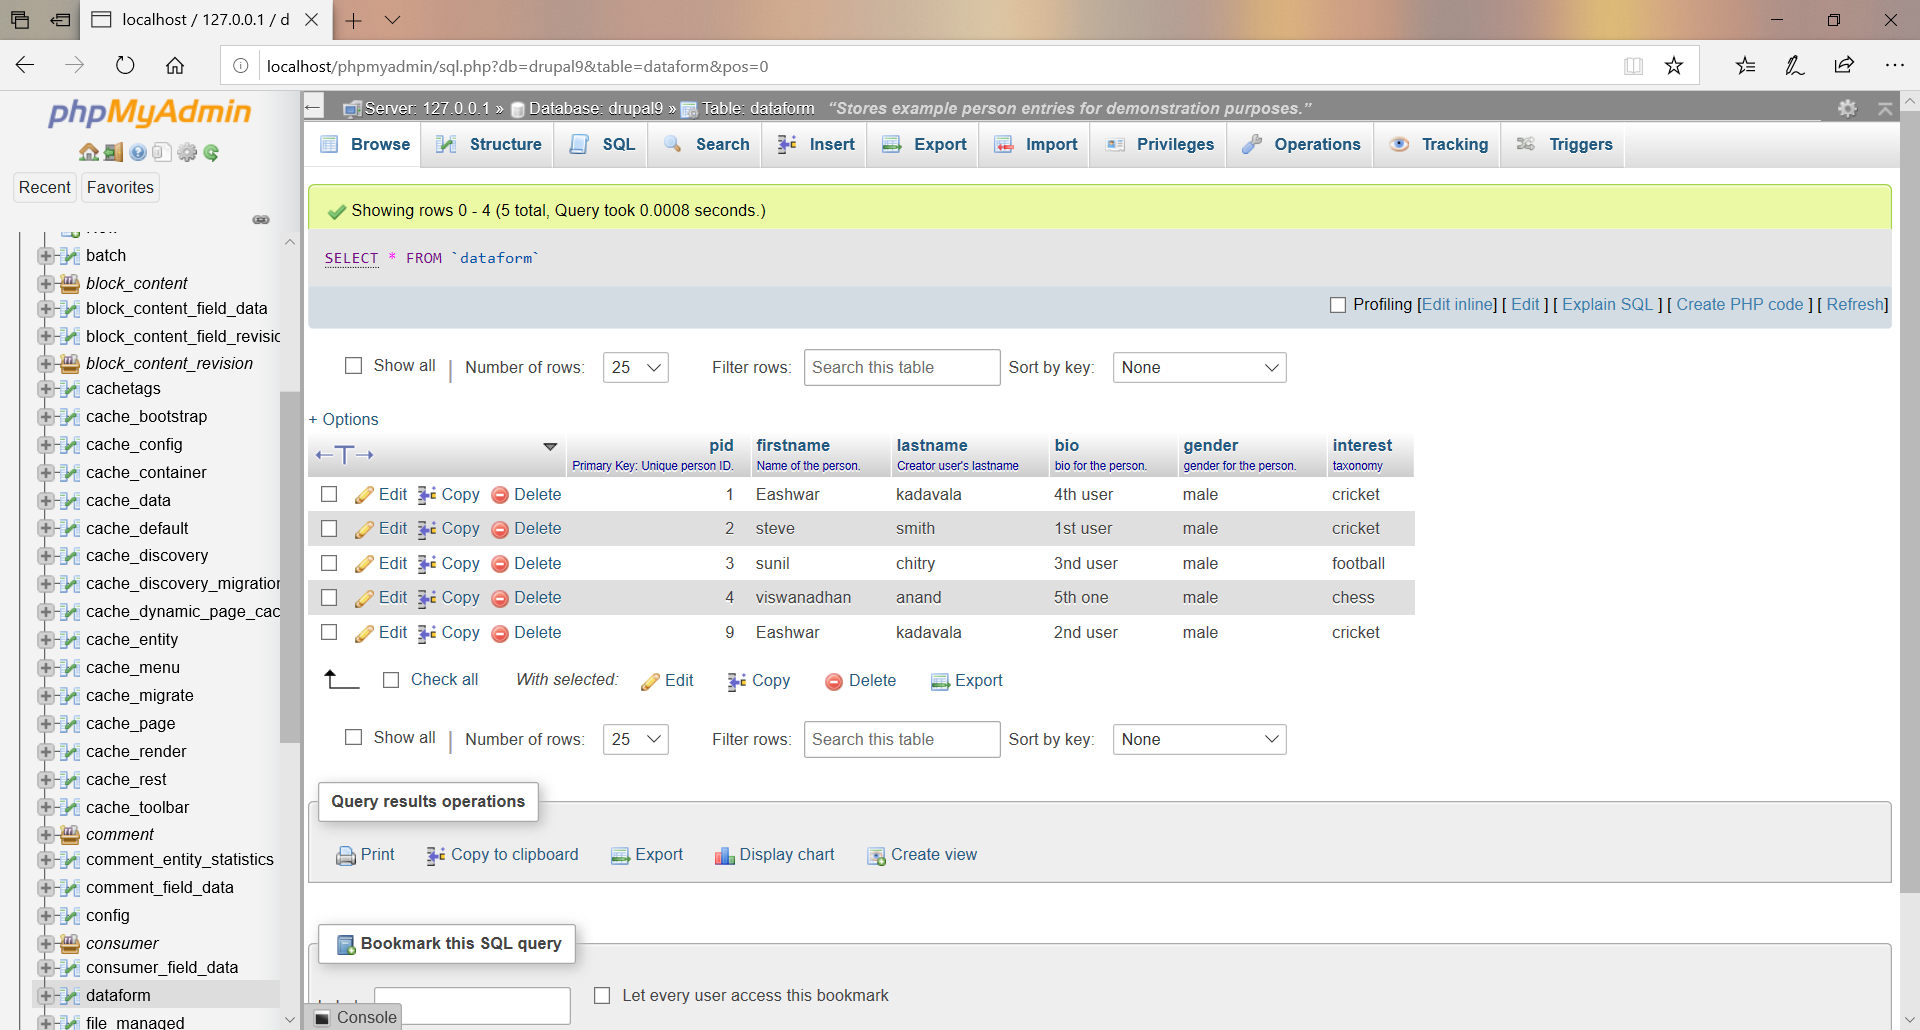 localhost / 127.0.0.1 / d
localhost/phpmyadmin/sql.php?db=drupal9&table=dataform&pos=0
phpMyAdmin
Recent Favorites
batch
block_content
block_content_field_data
block_content_field_revisic
block_content_revision
cachetags
cache_bootstrap
cache_config
cache_container
cache_data
cache_default
cache_discovery
cache_discovery_migration
cache_dynamic_page_cac
cache_entity
cache_menu
cache_migrate
cache_page
cache_render
cache_rest
cache_toolbar
comment
comment_entity_statistics
comment_field_data
config
consumer
consumer_field_data
dataform
file_managed
Server: 127.0.0.1 » Database: drupal9 » Table: dataform "Stores example person entries for demonstration purposes."
Browse Structure SQL Search Insert Export Import Privileges Operations Tracking Triggers
Showing rows 0 - 4 (5 total, Query took 0.0008 seconds.)
SELECT * FROM `dataform`
Profiling [Edit inline] [ Edit ] [ Explain SQL ] [ Create PHP code ] [ Refresh]
Show all | Number of rows: 25 Filter rows: Search this table Sort by key: None
+ Options
←T→ pid firstname lastname bio gender interest
Primary Key: Unique person ID. Name of the person. Creator user's lastname bio for the person. gender for the person. taxonomy
Edit Copy Delete 1 Eashwar kadavala 4th user male cricket
Edit Copy Delete 2 steve smith 1st user male cricket
Edit Copy Delete 3 sunil chitry 3nd user male football
Edit Copy Delete 4 viswanadhan anand 5th one male chess
Edit Copy Delete 9 Eashwar kadavala 2nd user male cricket
Check all With selected: Edit Copy Delete Export
Show all | Number of rows: 25 Filter rows: Search this table Sort by key: None
Query results operations
Print Copy to clipboard Export Display chart Create view
Bookmark this SQL query
Let every user access this bookmark
Console